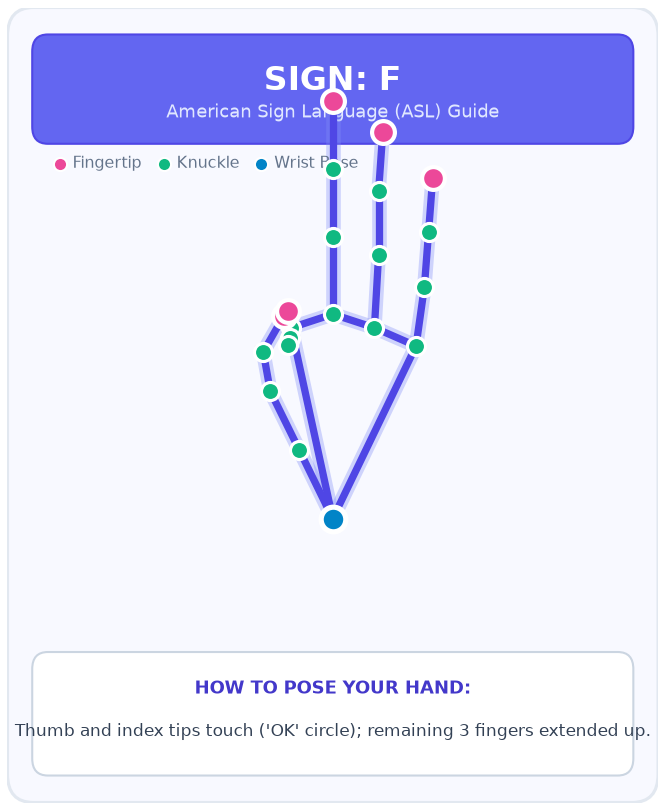 SIGN: F
American Sign Language (ASL) Guide
Fingertip Knuckle Wrist Base
HOW TO POSE YOUR HAND:
Thumb and index tips touch ('OK' circle); remaining 3 fingers extended up.